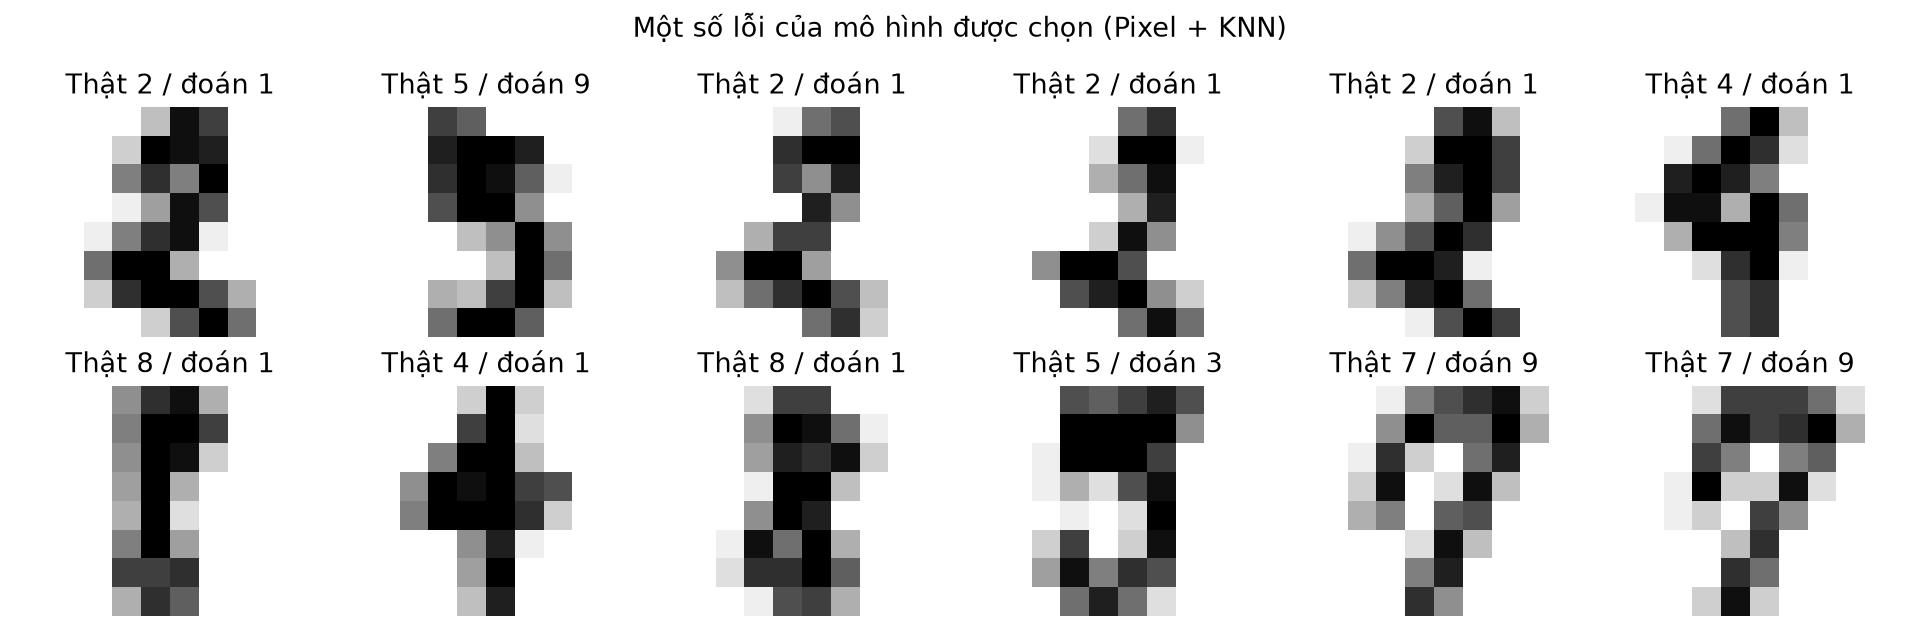 Một số lỗi của mô hình được chọn (Pixel + KNN)
Thật 2 / đoán 1
Thật 5 / đoán 9
Thật 2 / đoán 1
Thật 2 / đoán 1
Thật 2 / đoán 1
Thật 4 / đoán 1
Thật 8 / đoán 1
Thật 4 / đoán 1
Thật 8 / đoán 1
Thật 5 / đoán 3
Thật 7 / đoán 9
Thật 7 / đoán 9